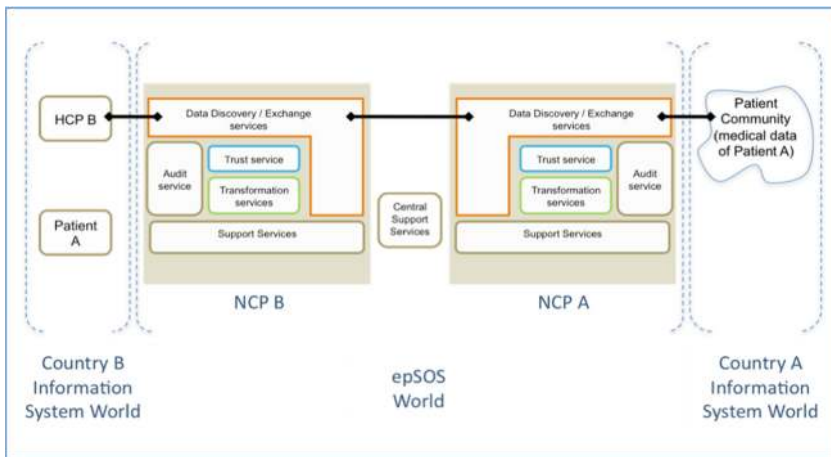 HCP B
Patient
A
Data Discovery / Exchange
services
Audit
service
Trust service
Transformation
services
Support Services
NCP B
Central
Support
Services
Data Discovery / Exchange
services
Trust service
Transformation
services
Audit
service
Support Services
NCP A
Patient
Community
(medical data
of Patient A)
Country B
Information
System World
epSOS
World
Country A
Information
System World